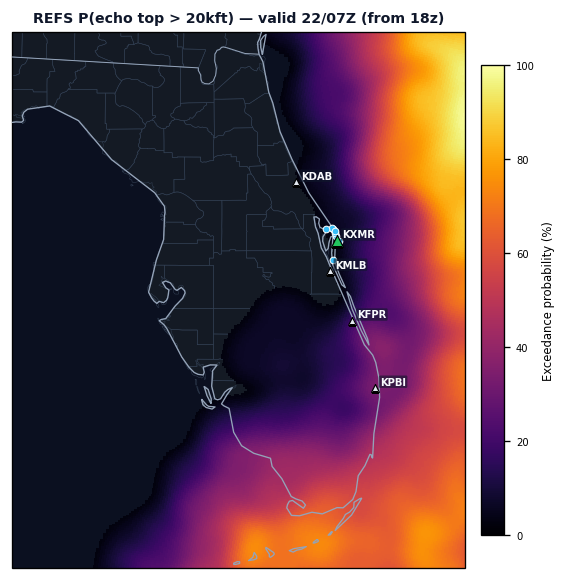 REFS P(echo top > 20kft) — valid 22/07Z (from 18z)
KDAB
KXMR
KMLB
KFPR
KPBI
100
80
60
40
20
0
Exceedance probability (%)